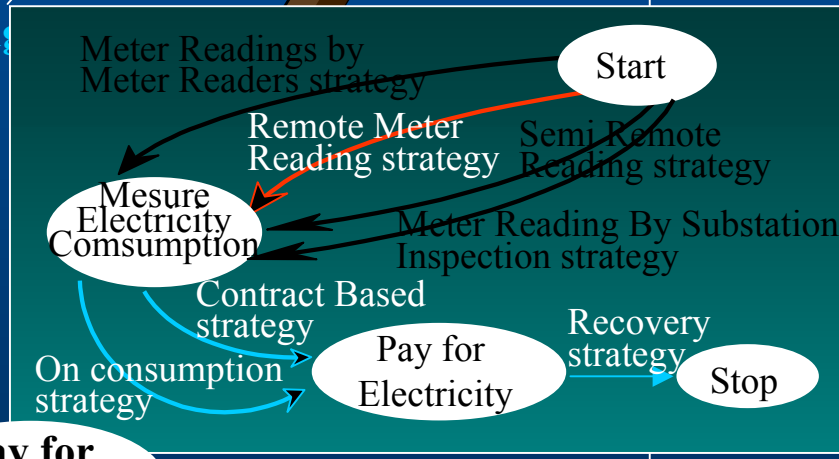 Meter Readings by
Meter Readers strategy
Start
Remote Meter
Reading strategy
Semi Remote
Reading strategy
Mesure
Electricity
Comsumption
Meter Reading By Substation
Inspection strategy
Contract Based
strategy
On consumption
strategy
Pay for
Electricity
Recovery
strategy
Stop
for